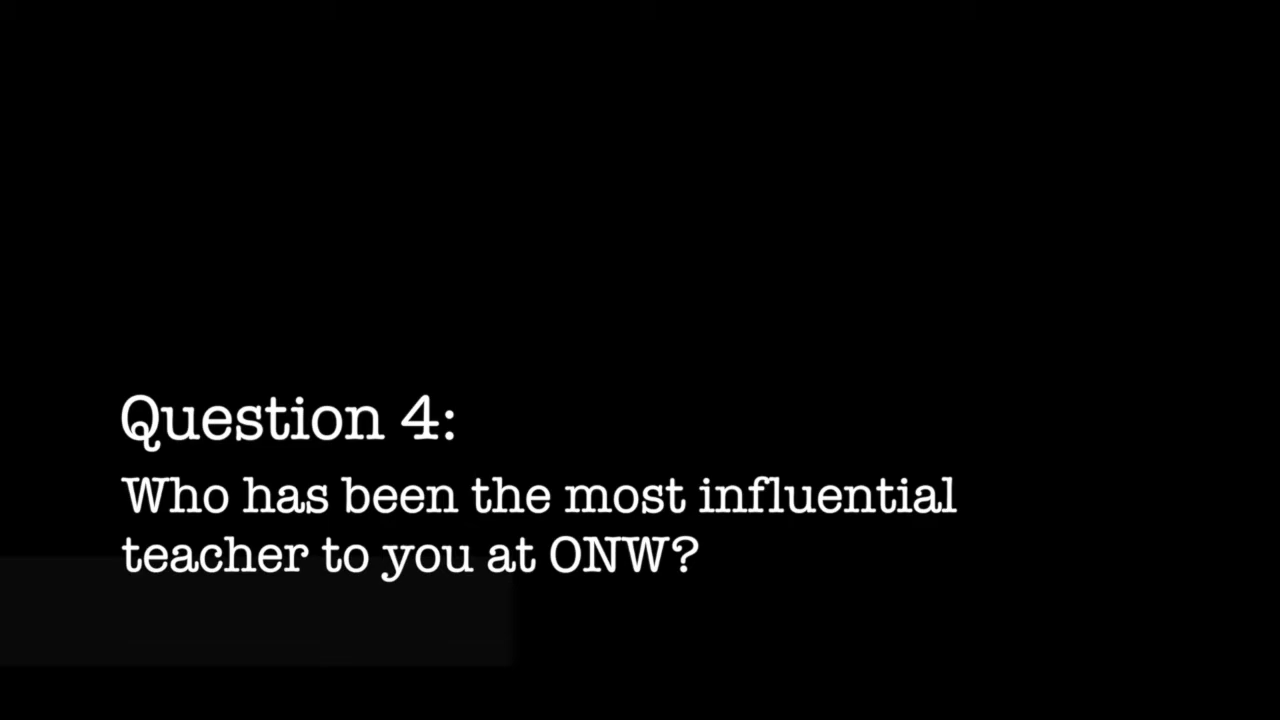 Question 4:
Who has been the most influential
teacher to you at ONW?